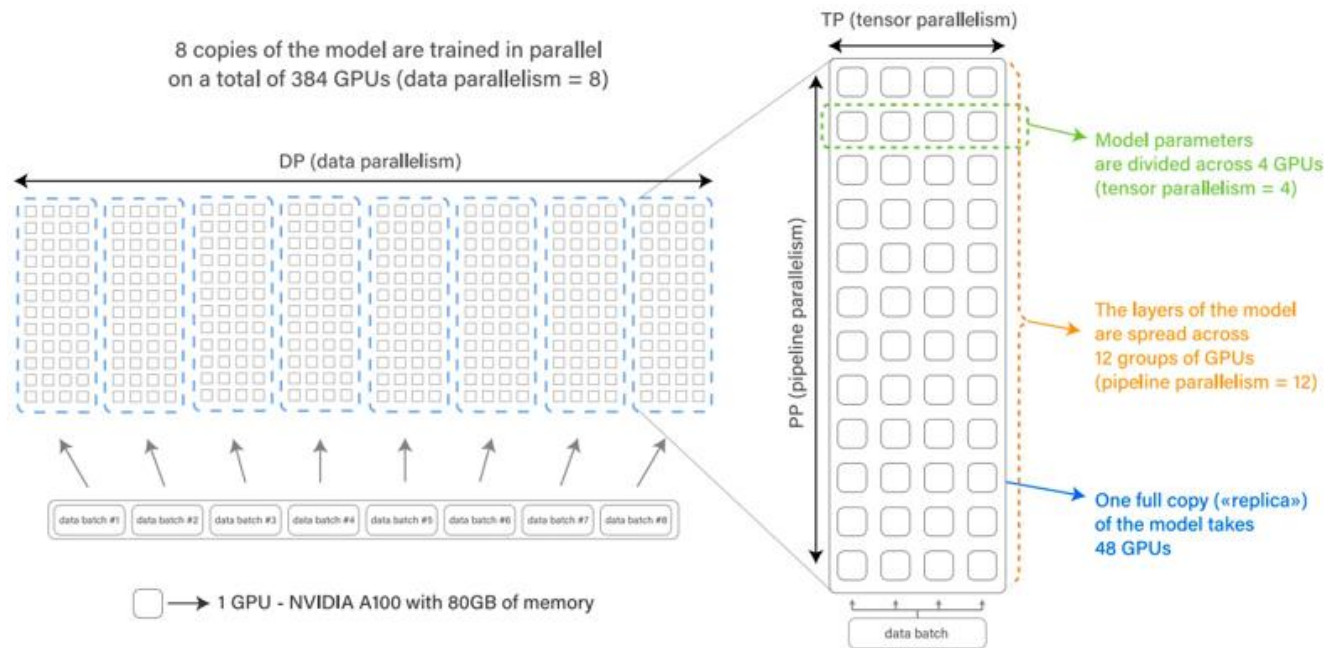 TP (tensor parallelism)
8 copies of the model are trained in parallel
on a total of 384 GPUs (data parallelism = 8)
DP (data parallelism)
Model parameters
are divided across 4 GPUs
(tensor parallelism = 4)
PP (pipeline parallelism)
The layers of the model
are spread across
12 groups of GPUs
(pipeline parallelism = 12)
One full copy («replica»)
of the model takes
48 GPUs
data batch #1
data batch #2
data batch #3
data batch #4
data batch #5
data batch #6
data batch #7
data batch #8
1 GPU - NVIDIA A100 with 80GB of memory
data batch